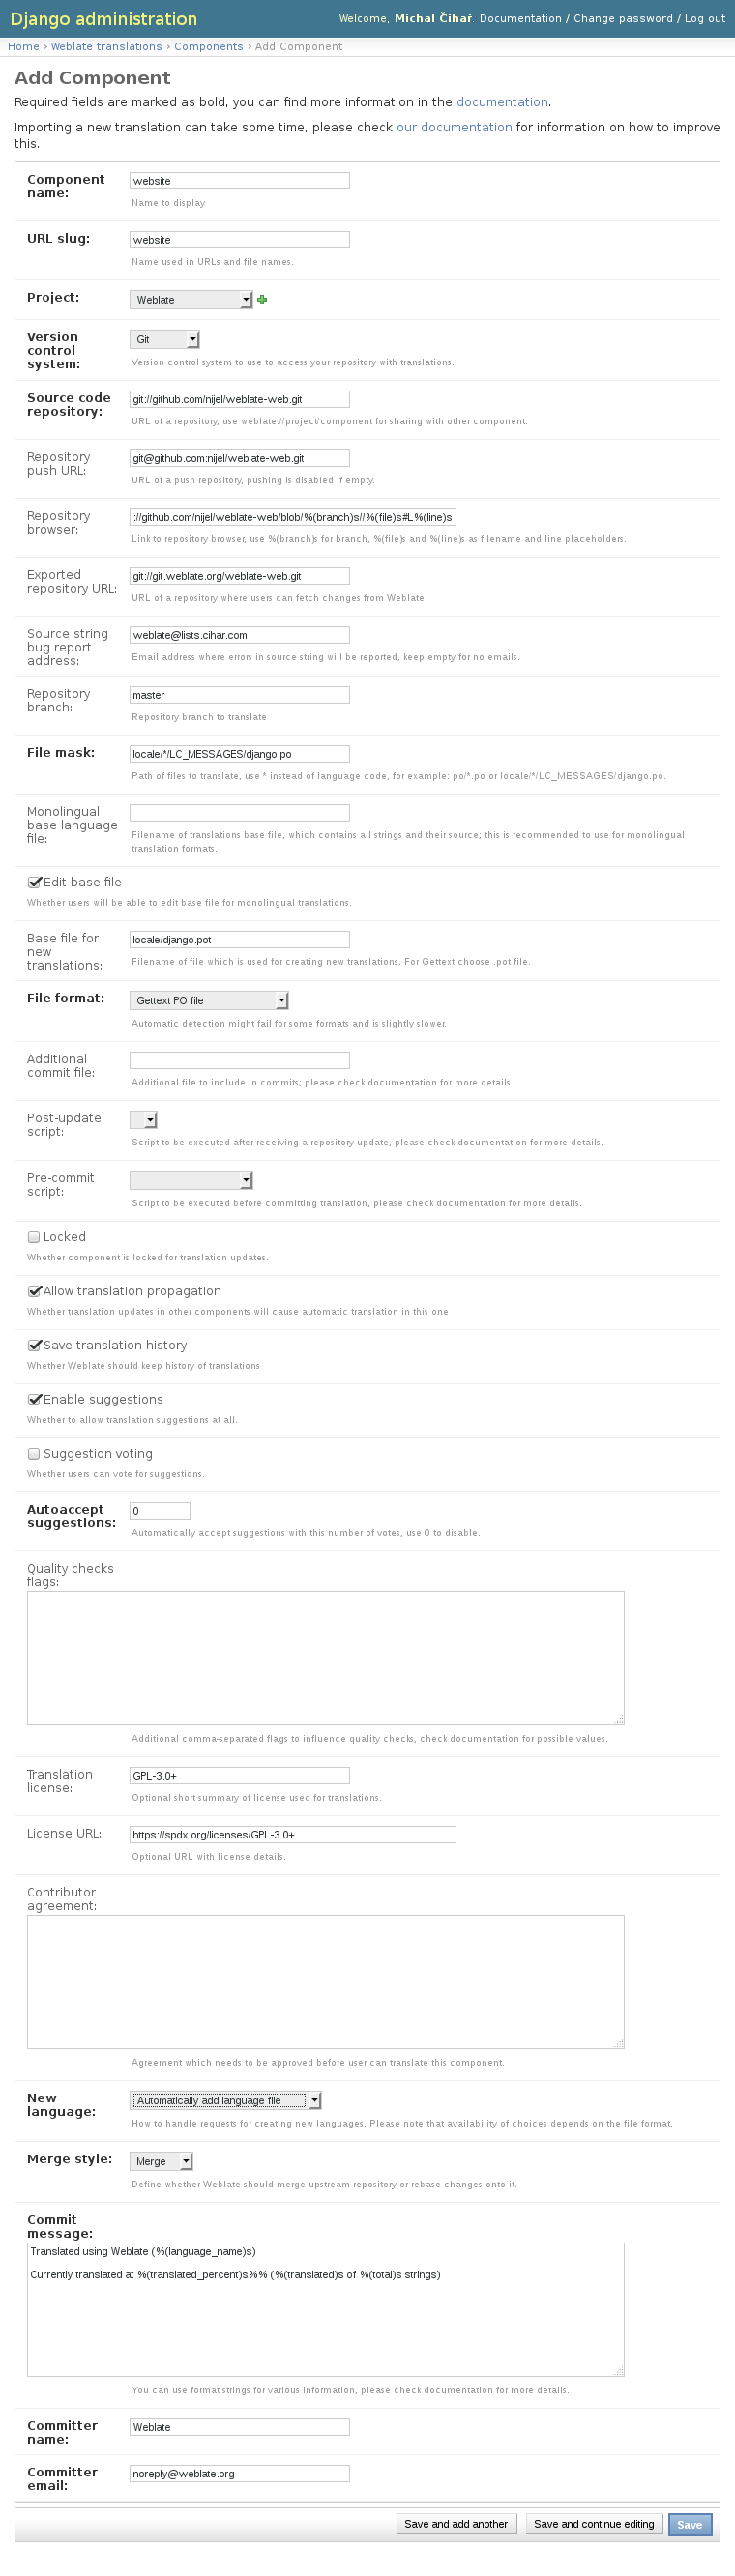 Django administration
Welcome, Michal Čihař. Documentation / Change password / Log out
Home › Weblate translations › Components › Add Component
Add Component
Required fields are marked as bold, you can find more information in the documentation.
Importing a new translation can take some time, please check our documentation for information on how to improve
this.
Component
name:
website
Name to display
URL slug:
website
Name used in URLs and file names.
Project:
Weblate
Version
control
system:
Git
Version control system to use to access your repository with translations.
Source code
repository:
git://github.com/nijel/weblate-web.git
URL of a repository, use weblate://project/component for sharing with other component.
Repository
push URL:
git@github.com:nijel/weblate-web.git
URL of a push repository, pushing is disabled if empty.
Repository
browser:
://github.com/nijel/weblate-web/blob/%(branch)s//%(file)s#L%(line)s
Link to repository browser, use %(branch)s for branch, %(file)s and %(line)s as filename and line placeholders.
Exported
repository URL:
git://git.weblate.org/weblate-web.git
URL of a repository where users can fetch changes from Weblate
Source string
bug report
address:
weblate@lists.cihar.com
Email address where errors in source string will be reported, keep empty for no emails.
Repository
branch:
master
Repository branch to translate
File mask:
locale/*/LC_MESSAGES/django.po
Path of files to translate, use * instead of language code, for example: po/*.po or locale/*/LC_MESSAGES/django.po.
Monolingual
base language
file:
Filename of translations base file, which contains all strings and their source; this is recommended to use for monolingual
translation formats.
Edit base file
Whether users will be able to edit base file for monolingual translations.
Base file for
new
translations:
locale/django.pot
Filename of file which is used for creating new translations. For Gettext choose .pot file.
File format:
Gettext PO file
Automatic detection might fail for some formats and is slightly slower.
Additional
commit file:
Additional file to include in commits; please check documentation for more details.
Post-update
script:
Script to be executed after receiving a repository update, please check documentation for more details.
Pre-commit
script:
Script to be executed before committing translation, please check documentation for more details.
Locked
Whether component is locked for translation updates.
Allow translation propagation
Whether translation updates in other components will cause automatic translation in this one
Save translation history
Whether Weblate should keep history of translations
Enable suggestions
Whether to allow translation suggestions at all.
Suggestion voting
Whether users can vote for suggestions.
Autoaccept
suggestions:
0
Automatically accept suggestions with this number of votes, use 0 to disable.
Quality checks
flags:
Additional comma-separated flags to influence quality checks, check documentation for possible values.
Translation
license:
GPL-3.0+
Optional short summary of license used for translations.
License URL:
https://spdx.org/licenses/GPL-3.0+
Optional URL with license details.
Contributor
agreement:
Agreement which needs to be approved before user can translate this component.
New
language:
Automatically add language file
How to handle requests for creating new languages. Please note that availability of choices depends on the file format.
Merge style:
Merge
Define whether Weblate should merge upstream repository or rebase changes onto it.
Commit
message:
Translated using Weblate (%(language_name)s)
Currently translated at %(translated_percent)s%% (%(translated)s of %(total)s strings)
You can use format strings for various information, please check documentation for more details.
Committer
name:
Weblate
Committer
email:
noreply@weblate.org
Save and add another
Save and continue editing
Save